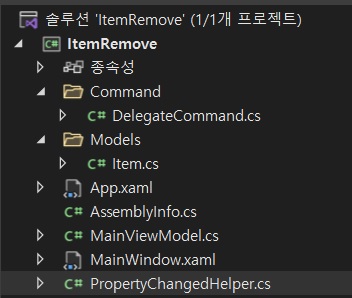 솔루션 'ItemRemove' (1/1개 프로젝트)
ItemRemove
종속성
Command
C# DelegateCommand.cs
Models
C# Item.cs
App.xaml
C# AssemblyInfo.cs
C# MainViewModel.cs
MainWindow.xaml
C# PropertyChangedHelper.cs